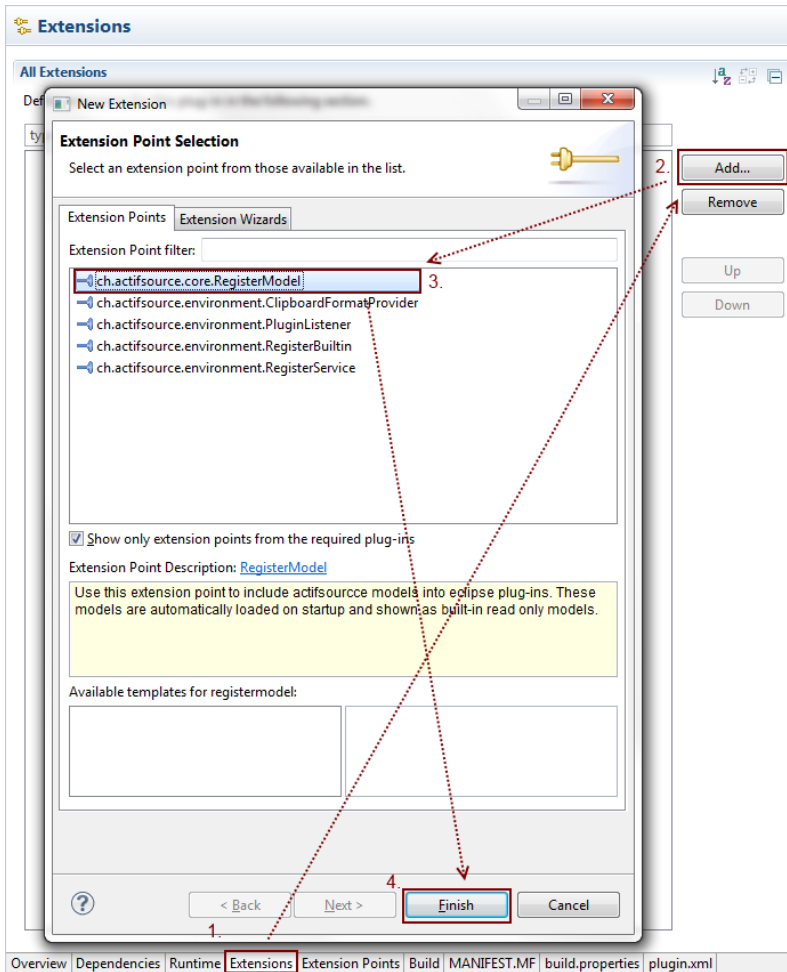 Extensions
All Extensions
Def
New Extension
ty
Extension Point Selection
Select an extension point from those available in the list.
2.
Add...
Remove
Up
Down
Extension Points
Extension Wizards
Extension Point filter:
ch.actifsource.core.RegisterModel
3.
ch.actifsource.environment.ClipboardFormatProvider
ch.actifsource.environment.PluginListener
ch.actifsource.environment.RegisterBuiltin
ch.actifsource.environment.RegisterService
Show only extension points from the required plug-ins
Extension Point Description: RegisterModel
Use this extension point to include actifsourcce models into eclipse plug-ins. These
models are automatically loaded on startup and shown as built-in read only models.
Available templates for registermodel:
4.
< Back
Next >
Finish
Cancel
1.
Overview Dependencies Runtime Extensions Extension Points Build MANIFEST.MF build.properties plugin.xml